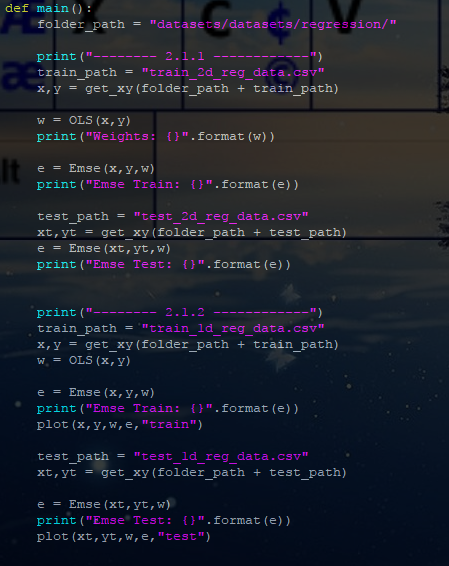 def main():
    folder_path = "datasets/datasets/regression/"
    print("-------- 2.1.1 ------------")
    train_path = "train_2d_reg_data.csv"
    x,y = get_xy(folder_path + train_path)
    w = OLS(x,y)
    print("Weights: {}".format(w))
    e = Emse(x,y,w)
    print("Emse Train: {}".format(e))
    test_path = "test_2d_reg_data.csv"
    xt,yt = get_xy(folder_path + test_path)
    e = Emse(xt,yt,w)
    print("Emse Test: {}".format(e))
    print("-------- 2.1.2 ------------")
    train_path = "train_1d_reg_data.csv"
    x,y = get_xy(folder_path + train_path)
    w = OLS(x,y)
    e = Emse(x,y,w)
    print("Emse Train: {}".format(e))
    plot(x,y,w,e,"train")
    test_path = "test_1d_reg_data.csv"
    xt,yt = get_xy(folder_path + test_path)
    e = Emse(xt,yt,w)
    print("Emse Test: {}".format(e))
    plot(xt,yt,w,e,"test")